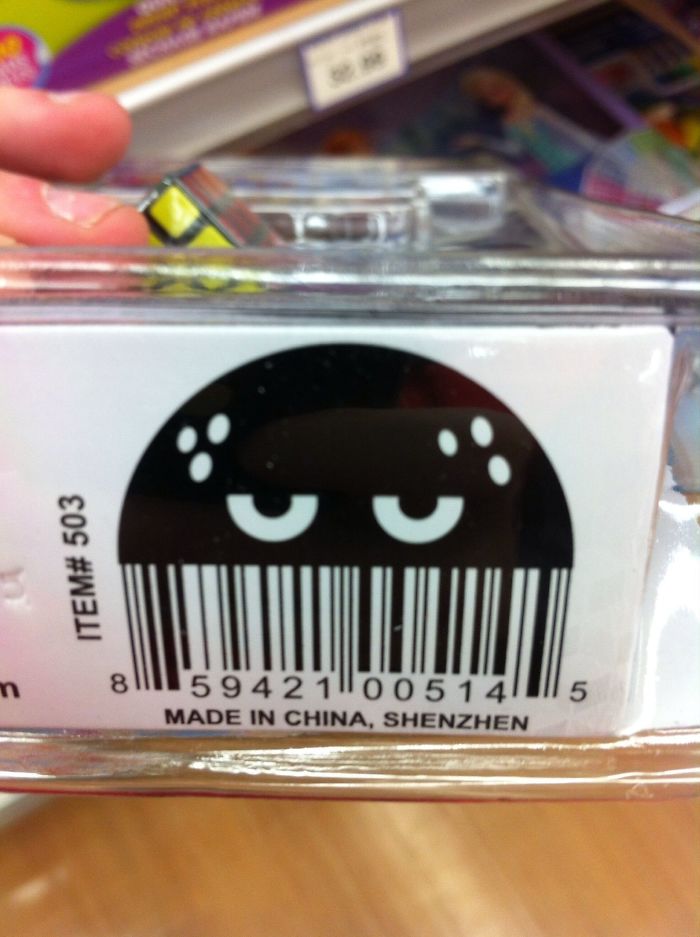 ITEM# 503
8 59421 00514 5
MADE IN CHINA, SHENZHEN